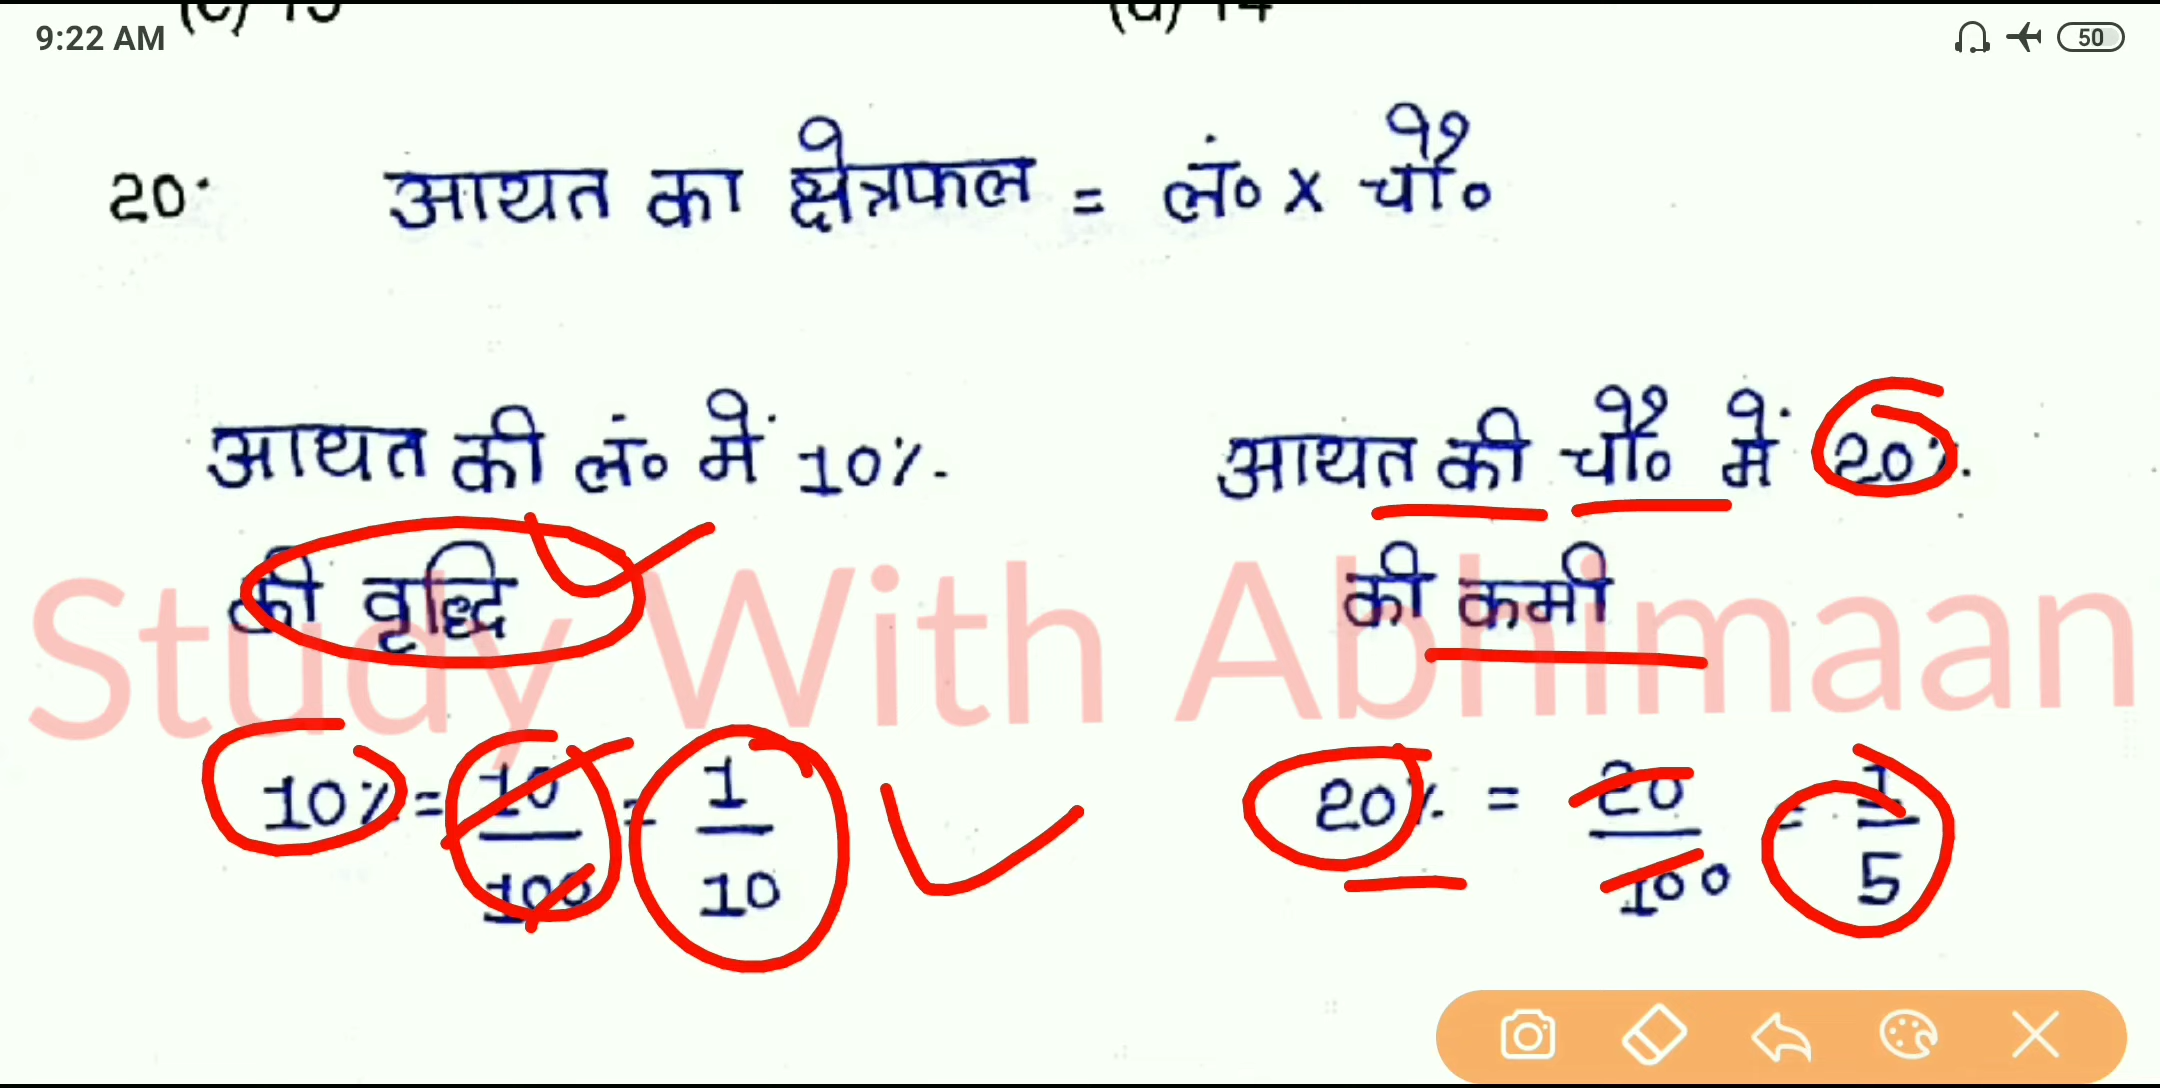 9:22 AM
50
20. आयत का क्षेत्रफल = लं० x चौ०
आयत की लं० में 10%.
की वृद्धि
आयत की चौ० में 20%.
की कमी
Study With Abhimaan
10% = 10/100 = 1/10
20% = 20/100 = 1/5